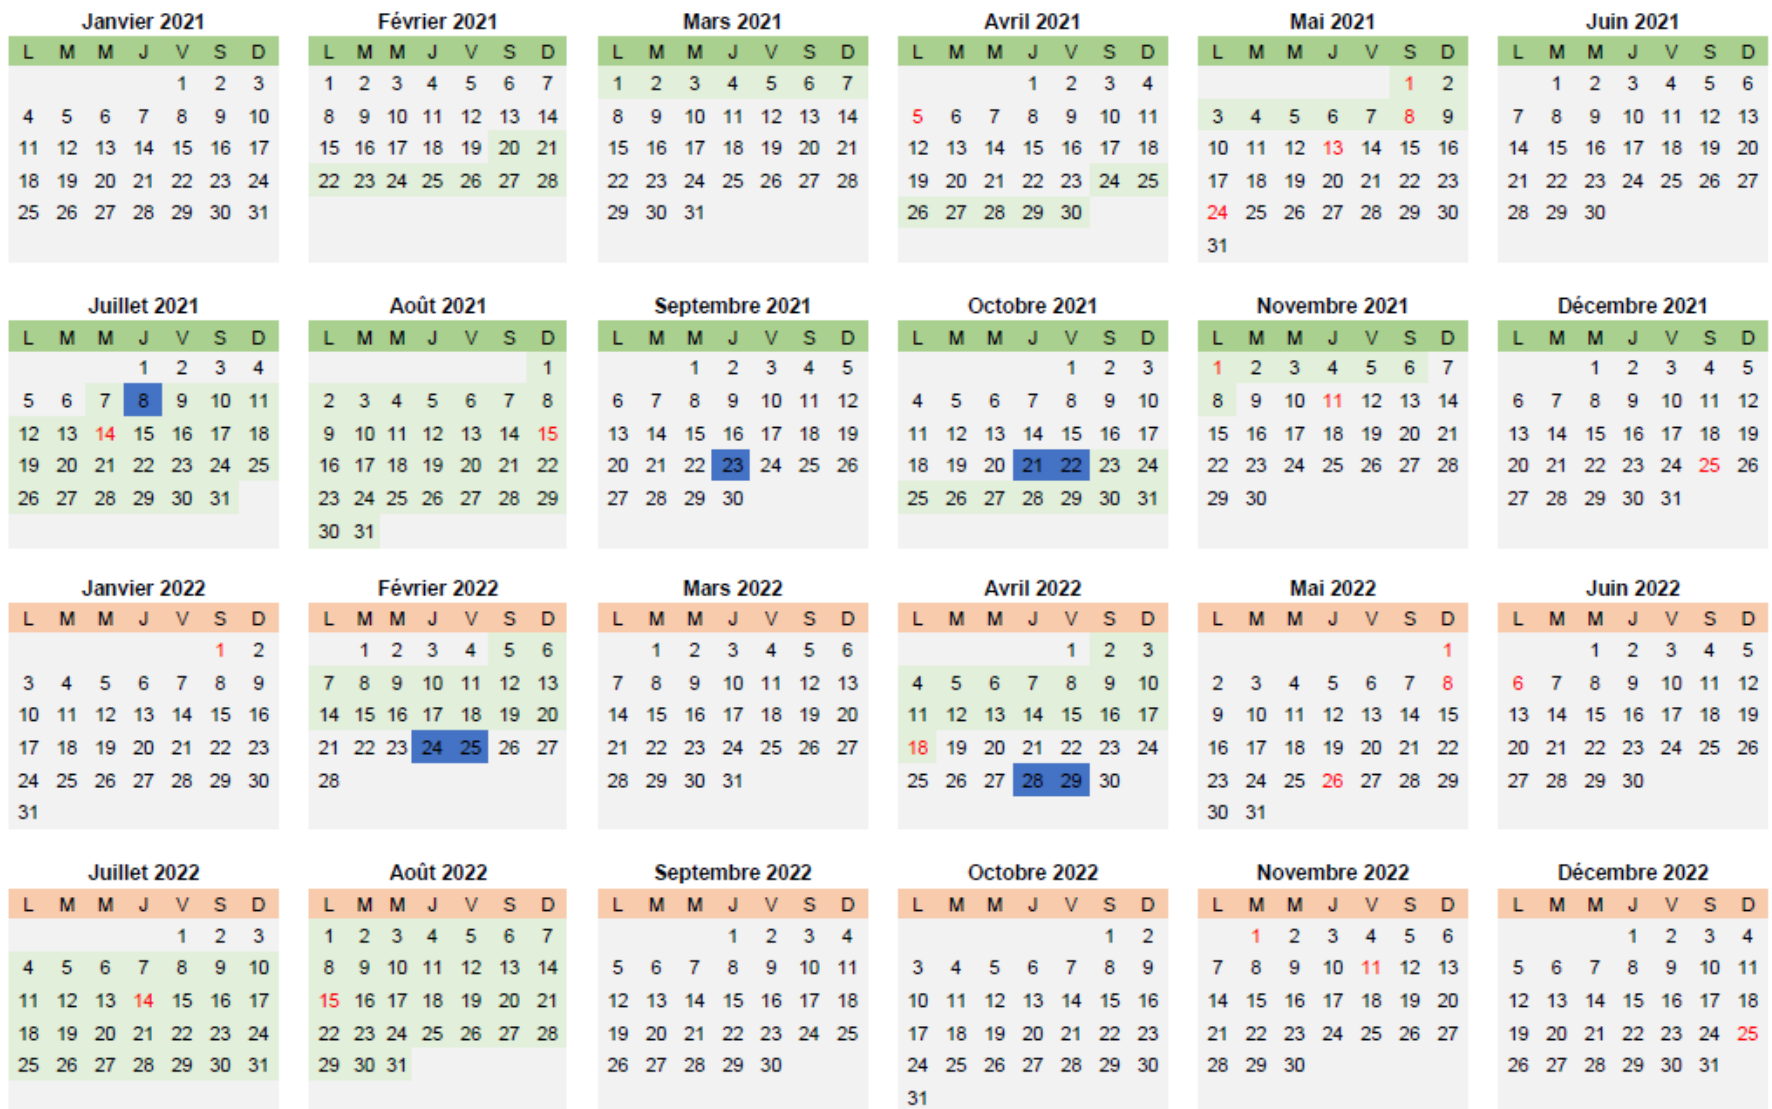 Janvier 2021 Février 2021 Mars 2021 Avril 2021 Mai 2021 Juin 2021
L M M J V S D L M M J V S D L M M J V S D L M M J V S D L M M J V S D L M M J V S D
1 2 3 1 2 3 4 5 6 7 1 2 3 4 5 6 7 1 2 3 4 1 2 1 2 3 4 5 6
4 5 6 7 8 9 10 8 9 10 11 12 13 14 8 9 10 11 12 13 14 5 6 7 8 9 10 11 3 4 5 6 7 8 9 7 8 9 10 11 12 13
11 12 13 14 15 16 17 15 16 17 18 19 20 21 15 16 17 18 19 20 21 12 13 14 15 16 17 18 10 11 12 13 14 15 16 14 15 16 17 18 19 20
18 19 20 21 22 23 24 22 23 24 25 26 27 28 22 23 24 25 26 27 28 19 20 21 22 23 24 25 17 18 19 20 21 22 23 21 22 23 24 25 26 27
25 26 27 28 29 30 31 29 30 31 26 27 28 29 30 24 25 26 27 28 29 30 28 29 30
31
Juillet 2021 Août 2021 Septembre 2021 Octobre 2021 Novembre 2021 Décembre 2021
L M M J V S D L M M J V S D L M M J V S D L M M J V S D L M M J V S D L M M J V S D
1 2 3 4 1 1 2 3 4 5 1 2 3 1 2 3 4 5 6 7 1 2 3 4 5
5 6 7 8 9 10 11 2 3 4 5 6 7 8 6 7 8 9 10 11 12 4 5 6 7 8 9 10 8 9 10 11 12 13 14 6 7 8 9 10 11 12
12 13 14 15 16 17 18 9 10 11 12 13 14 15 13 14 15 16 17 18 19 11 12 13 14 15 16 17 15 16 17 18 19 20 21 13 14 15 16 17 18 19
19 20 21 22 23 24 25 16 17 18 19 20 21 22 20 21 22 23 24 25 26 18 19 20 21 22 23 24 22 23 24 25 26 27 28 20 21 22 23 24 25 26
26 27 28 29 30 31 23 24 25 26 27 28 29 27 28 29 30 25 26 27 28 29 30 31 29 30 27 28 29 30 31
30 31
Janvier 2022 Février 2022 Mars 2022 Avril 2022 Mai 2022 Juin 2022
L M M J V S D L M M J V S D L M M J V S D L M M J V S D L M M J V S D L M M J V S D
1 2 1 2 3 4 5 6 1 2 3 4 5 6 1 2 3 1 1 2 3 4 5
3 4 5 6 7 8 9 7 8 9 10 11 12 13 7 8 9 10 11 12 13 4 5 6 7 8 9 10 2 3 4 5 6 7 8 6 7 8 9 10 11 12
10 11 12 13 14 15 16 14 15 16 17 18 19 20 14 15 16 17 18 19 20 11 12 13 14 15 16 17 9 10 11 12 13 14 15 13 14 15 16 17 18 19
17 18 19 20 21 22 23 21 22 23 24 25 26 27 21 22 23 24 25 26 27 18 19 20 21 22 23 24 16 17 18 19 20 21 22 20 21 22 23 24 25 26
24 25 26 27 28 29 30 28 28 29 30 31 25 26 27 28 29 30 23 24 25 26 27 28 29 27 28 29 30
31 30 31
Juillet 2022 Août 2022 Septembre 2022 Octobre 2022 Novembre 2022 Décembre 2022
L M M J V S D L M M J V S D L M M J V S D L M M J V S D L M M J V S D L M M J V S D
1 2 3 1 2 3 4 5 6 7 1 2 3 4 1 2 1 2 3 4 5 6 1 2 3 4
4 5 6 7 8 9 10 8 9 10 11 12 13 14 5 6 7 8 9 10 11 3 4 5 6 7 8 9 7 8 9 10 11 12 13 5 6 7 8 9 10 11
11 12 13 14 15 16 17 15 16 17 18 19 20 21 12 13 14 15 16 17 18 10 11 12 13 14 15 16 14 15 16 17 18 19 20 12 13 14 15 16 17 18
18 19 20 21 22 23 24 22 23 24 25 26 27 28 19 20 21 22 23 24 25 17 18 19 20 21 22 23 21 22 23 24 25 26 27 19 20 21 22 23 24 25
25 26 27 28 29 30 31 29 30 31 26 27 28 29 30 24 25 26 27 28 29 30 28 29 30 26 27 28 29 30 31
31